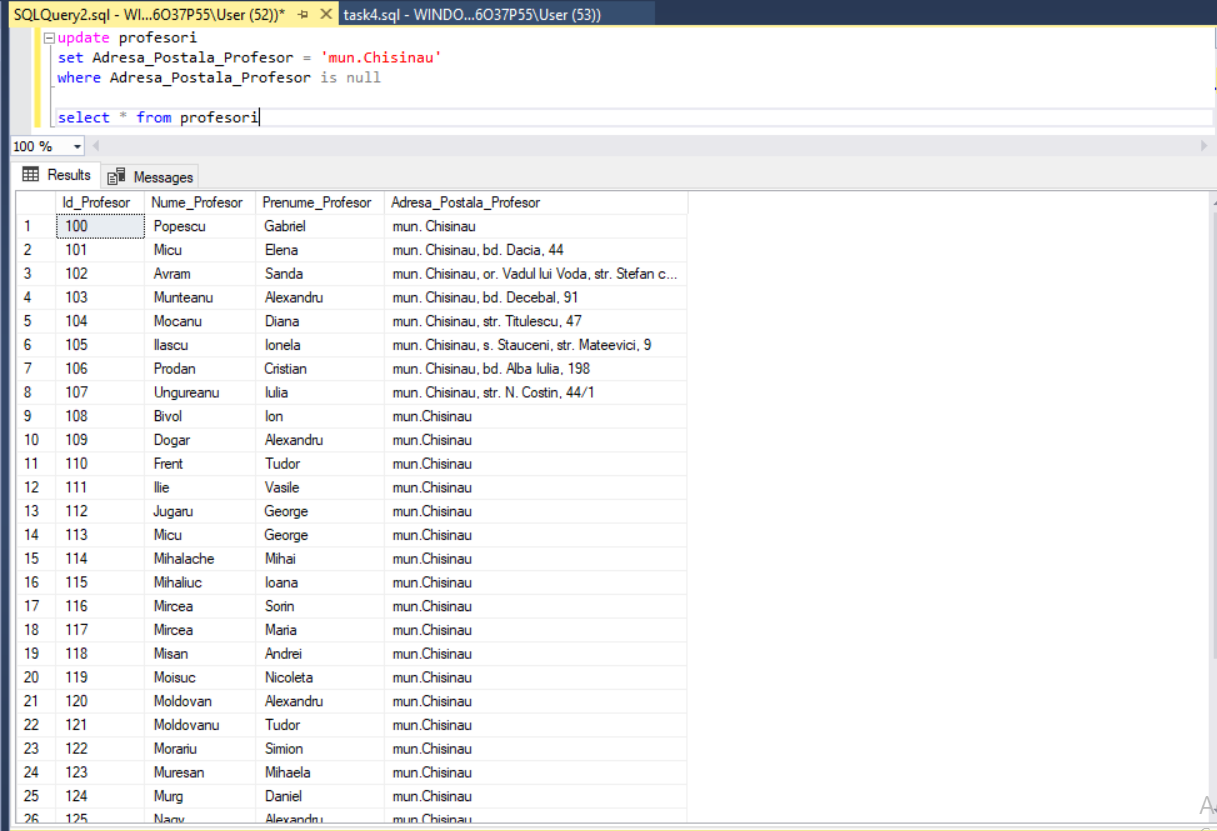 SQLQuery2.sql - WI...6O37P55\User (52))* task4.sql - WINDO...6O37P55\User (53))
update profesori
set Adresa_Postala_Profesor = 'mun.Chisinau'
where Adresa_Postala_Profesor is null
select * from profesori
100 %
Results Messages
Id_Profesor Nume_Profesor Prenume_Profesor Adresa_Postala_Profesor
1 100 Popescu Gabriel mun. Chisinau
2 101 Micu Elena mun. Chisinau, bd. Dacia, 44
3 102 Avram Sanda mun. Chisinau, or. Vadul lui Voda, str. Stefan c...
4 103 Munteanu Alexandru mun. Chisinau, bd. Decebal, 91
5 104 Mocanu Diana mun. Chisinau, str. Titulescu, 47
6 105 Ilascu Ionela mun. Chisinau, s. Stauceni, str. Mateevici, 9
7 106 Prodan Cristian mun. Chisinau, bd. Alba Iulia, 198
8 107 Ungureanu Iulia mun. Chisinau, str. N. Costin, 44/1
9 108 Bivol Ion mun.Chisinau
10 109 Dogar Alexandru mun.Chisinau
11 110 Frent Tudor mun.Chisinau
12 111 Ilie Vasile mun.Chisinau
13 112 Jugaru George mun.Chisinau
14 113 Micu George mun.Chisinau
15 114 Mihalache Mihai mun.Chisinau
16 115 Mihaliuc Ioana mun.Chisinau
17 116 Mircea Sorin mun.Chisinau
18 117 Mircea Maria mun.Chisinau
19 118 Misan Andrei mun.Chisinau
20 119 Moisuc Nicoleta mun.Chisinau
21 120 Moldovan Alexandru mun.Chisinau
22 121 Moldovanu Tudor mun.Chisinau
23 122 Morariu Simion mun.Chisinau
24 123 Muresan Mihaela mun.Chisinau
25 124 Murg Daniel mun.Chisinau
26 125 Nagy Alexandru mun.Chisinau